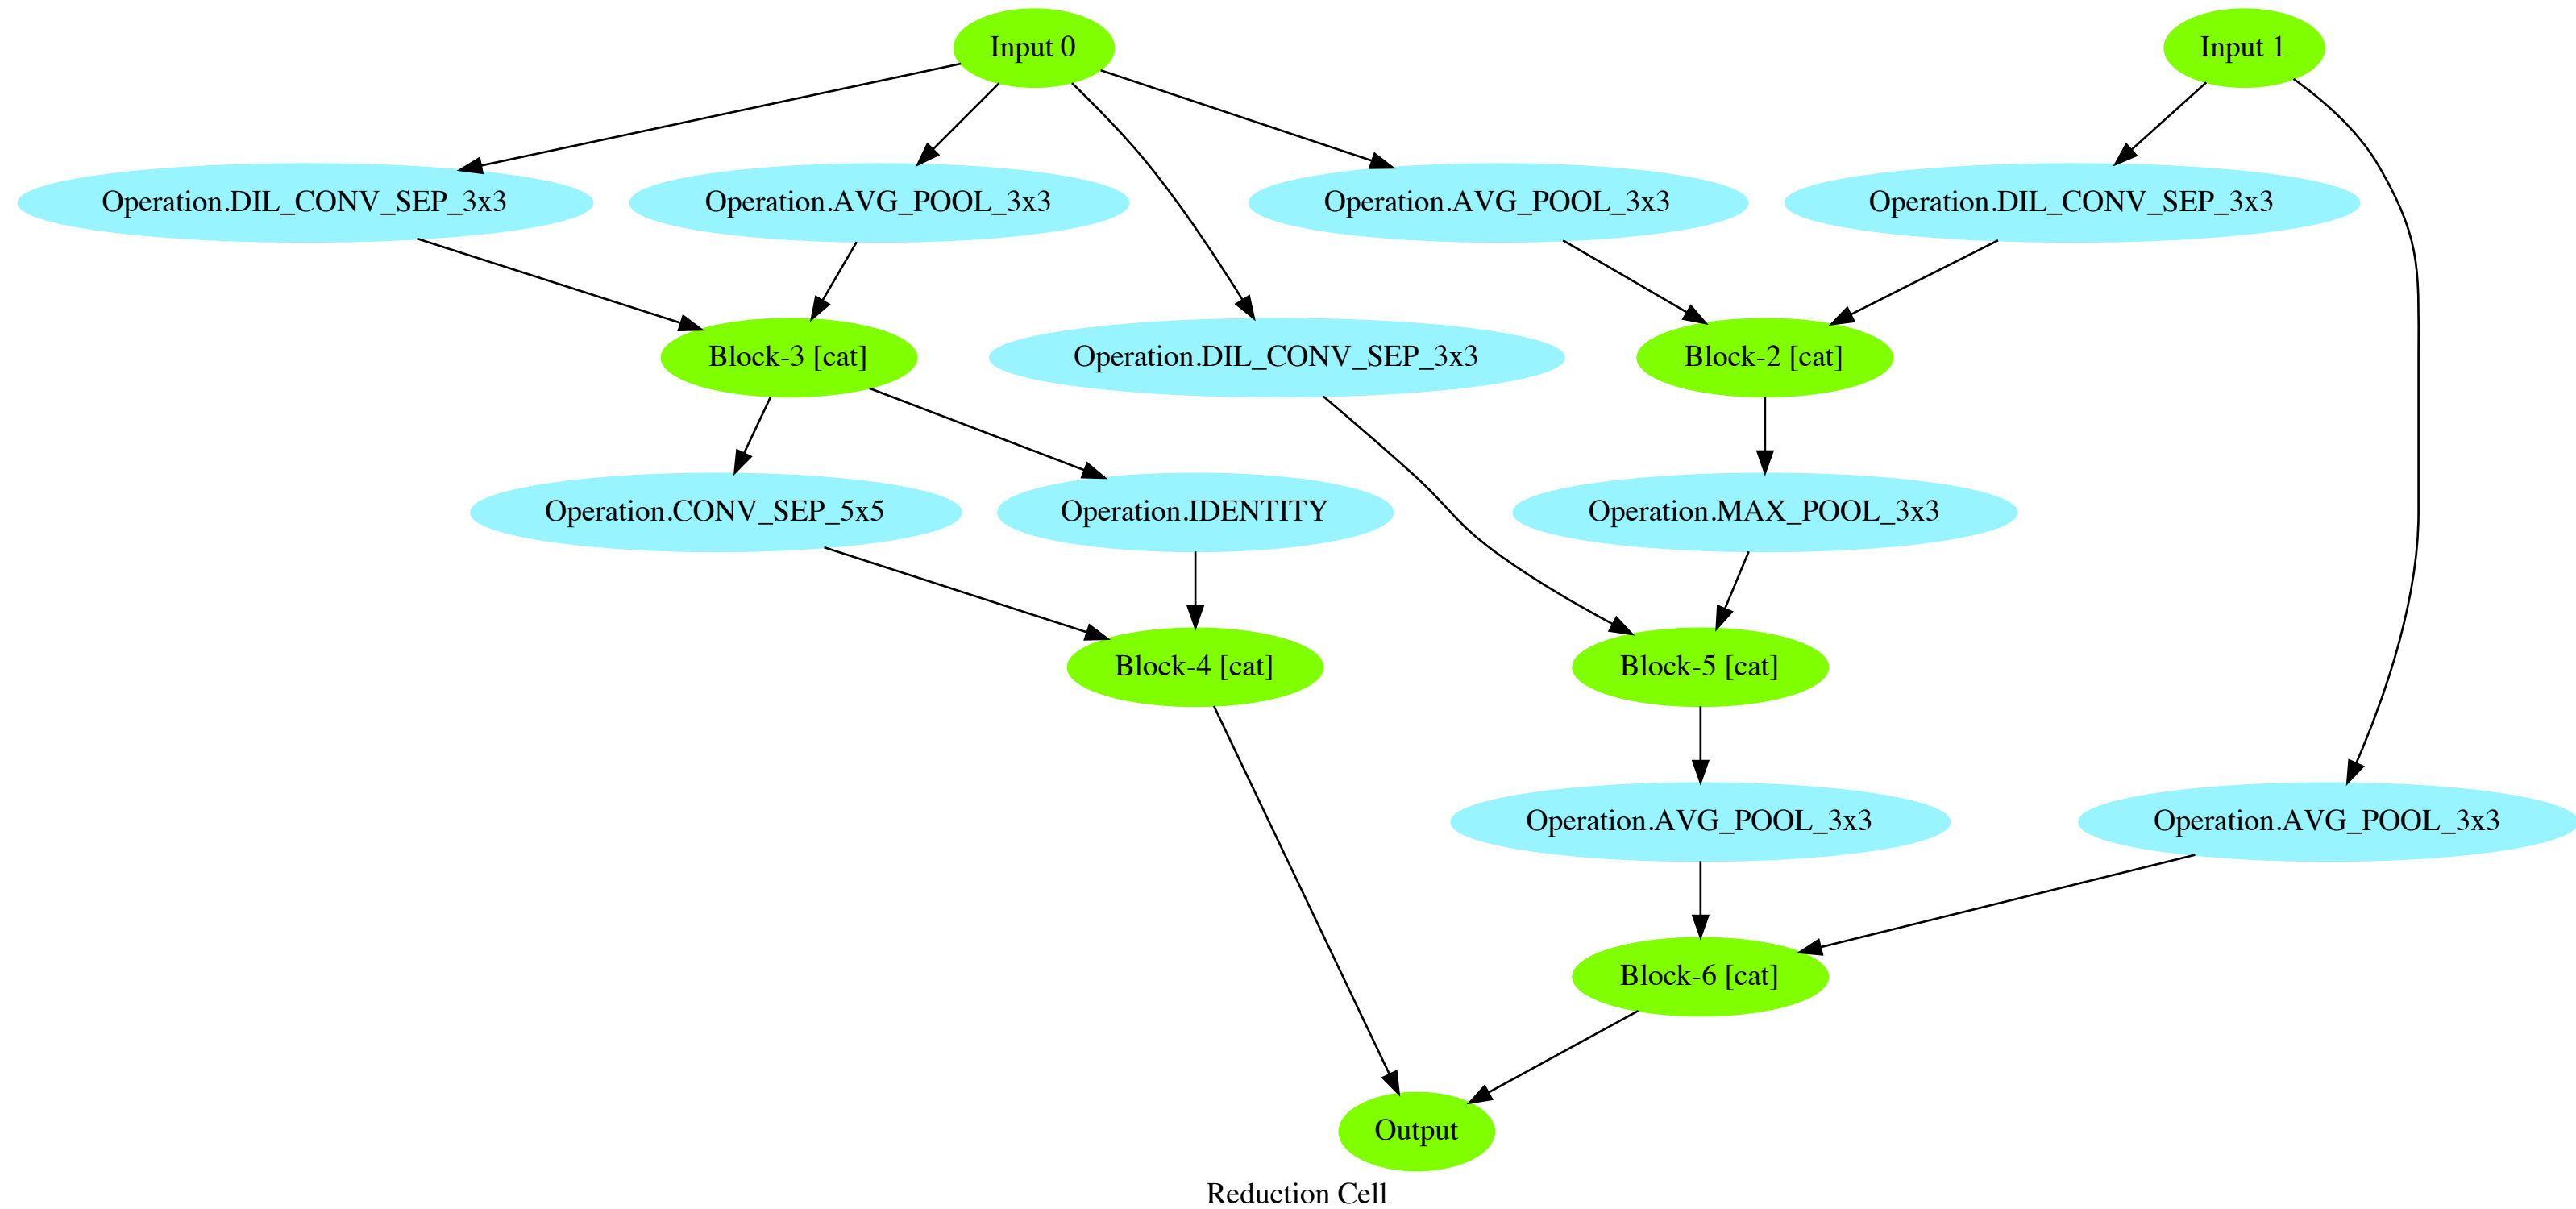 Input 0
Input 1
Operation.DIL_CONV_SEP_3x3
Operation.AVG_POOL_3x3
Operation.AVG_POOL_3x3
Operation.DIL_CONV_SEP_3x3
Block-3 [cat]
Operation.DIL_CONV_SEP_3x3
Block-2 [cat]
Operation.CONV_SEP_5x5
Operation.IDENTITY
Operation.MAX_POOL_3x3
Block-4 [cat]
Block-5 [cat]
Operation.AVG_POOL_3x3
Operation.AVG_POOL_3x3
Block-6 [cat]
Output
Reduction Cell